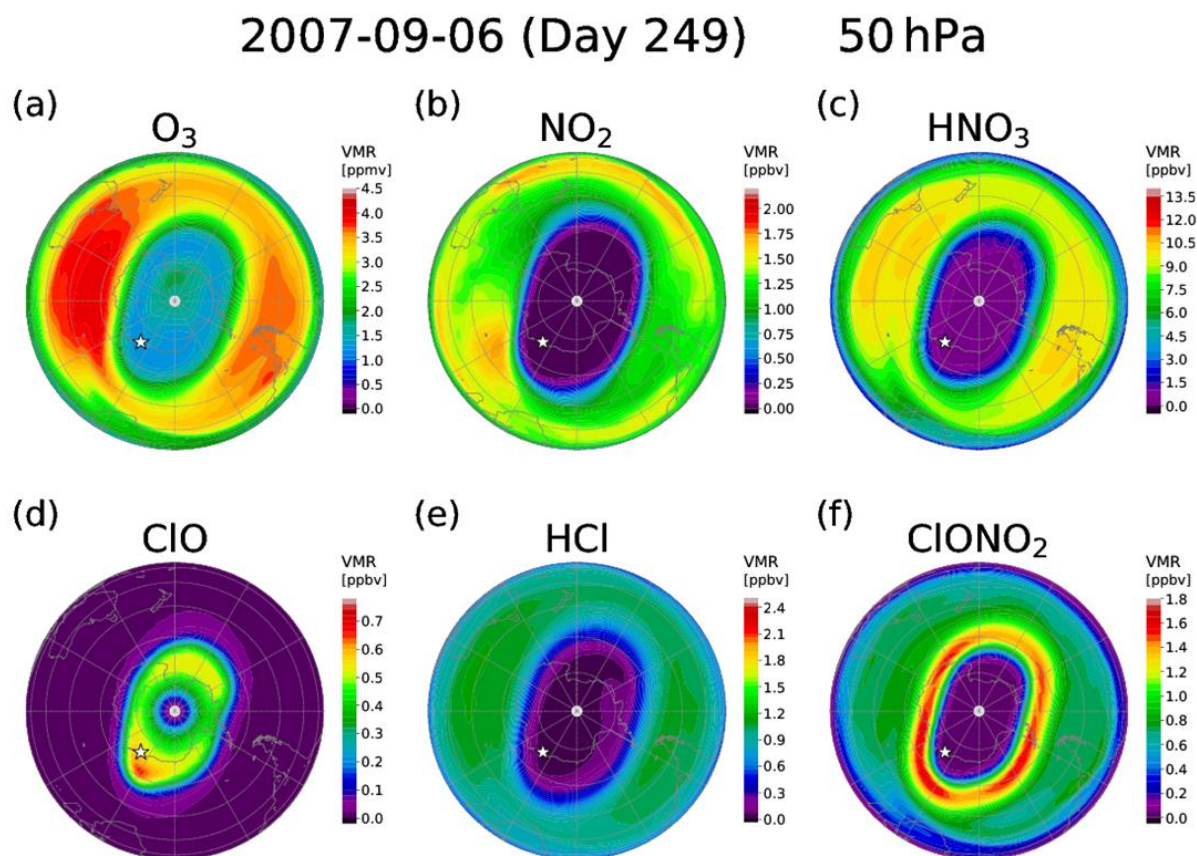 2007-09-06 (Day 249) 50 hPa
(a) O₃
VMR
[ppmv]
4.5
4.0
3.5
3.0
2.5
2.0
1.5
1.0
0.5
0.0
(b) NO₂
VMR
[ppbv]
2.00
1.75
1.50
1.25
1.00
0.75
0.50
0.25
0.00
(c) HNO₃
VMR
[ppbv]
13.5
12.0
10.5
9.0
7.5
6.0
4.5
3.0
1.5
0.0
(d) ClO
VMR
[ppbv]
0.7
0.6
0.5
0.4
0.3
0.2
0.1
0.0
(e) HCl
VMR
[ppbv]
2.4
2.1
1.8
1.5
1.2
0.9
0.6
0.3
0.0
(f) ClONO₂
VMR
[ppbv]
1.8
1.6
1.4
1.2
1.0
0.8
0.6
0.4
0.2
0.0